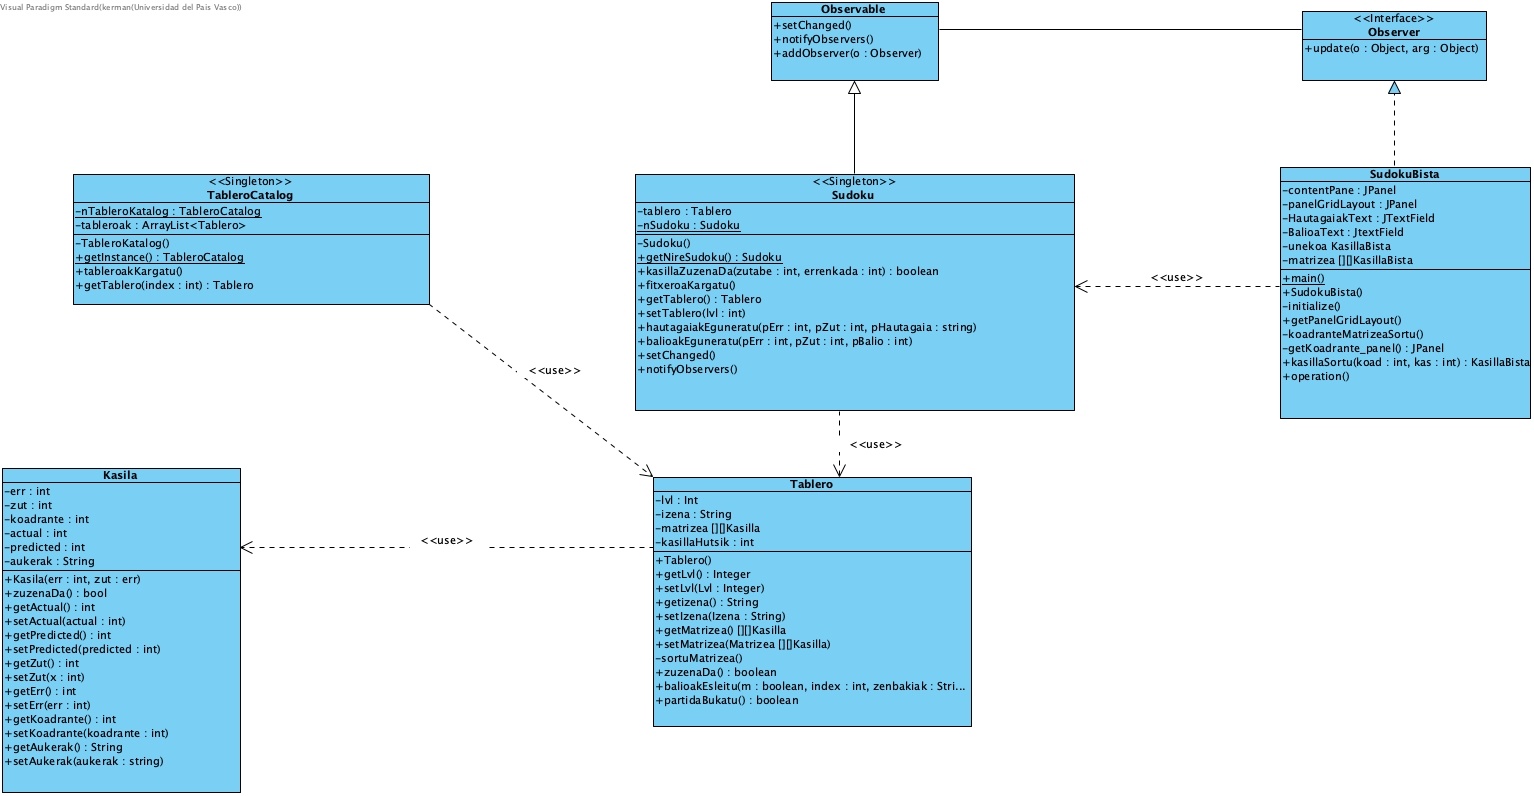 Visual Paradigm Standard(kerman(Universidad del Pais Vasco))
Observable
+setChanged()
+notifyObservers()
+addObserver(o : Observer)
<<Interface>>
Observer
+update(o : Object, arg : Object)
<<Singleton>>
TableroCatalog
-nTableroKatalog : TableroCatalog
-tableroak : ArrayList<Tablero>
-TableroKatalog()
+getInstance() : TableroCatalog
+tableroakKargatu()
+getTablero(index : int) : Tablero
<<Singleton>>
Sudoku
-tablero : Tablero
-nSudoku : Sudoku
-Sudoku()
+getNireSudoku() : Sudoku
+kasillaZuzenaDa(zutabe : int, errenkada : int) : boolean
+fitxeroaKargatu()
+getTablero() : Tablero
+setTablero(lvl : int)
+hautagaiakEguneratu(pErr : int, pZut : int, pHautagaia : string)
+balioakEguneratu(pErr : int, pZut : int, pBalio : int)
+setChanged()
+notifyObservers()
<<use>>
SudokuBista
-contentPane : JPanel
-panelGridLayout : JPanel
-HautagaiakText : JTextField
-BalioaText : JtextField
-unekoa KasillaBista
-matrizea [][]KasillaBista
+main()
+SudokuBista()
-initialize()
+getPanelGridLayout()
-koadranteMatrizeaSortu()
-getKoadrante_panel() : JPanel
+kasillaSortu(koad : int, kas : int) : KasillaBista
+operation()
<<use>>
<<use>>
Kasila
-err : int
-zut : int
-koadrante : int
-actual : int
-predicted : int
-aukerak : String
+Kasila(err : int, zut : err)
+zuzenaDa() : bool
+getActual() : int
+setActual(actual : int)
+getPredicted() : int
+setPredicted(predicted : int)
+getZut() : int
+setZut(x : int)
+getErr() : int
+setErr(err : int)
+getKoadrante() : int
+setKoadrante(koadrante : int)
+getAukerak() : String
+setAukerak(aukerak : string)
<<use>>
Tablero
-lvl : Int
-izena : String
-matrizea [][]Kasilla
-kasillaHutsik : int
+Tablero()
+getLvl() : Integer
+setLvl(Lvl : Integer)
+getizena() : String
+setIzena(Izena : String)
+getMatrizea() [][]Kasilla
+setMatrizea(Matrizea [][]Kasilla)
-sortuMatrizea()
+zuzenaDa() : boolean
+balioakEsleitu(m : boolean, index : int, zenbakiak : Stri...
+partidaBukatu() : boolean